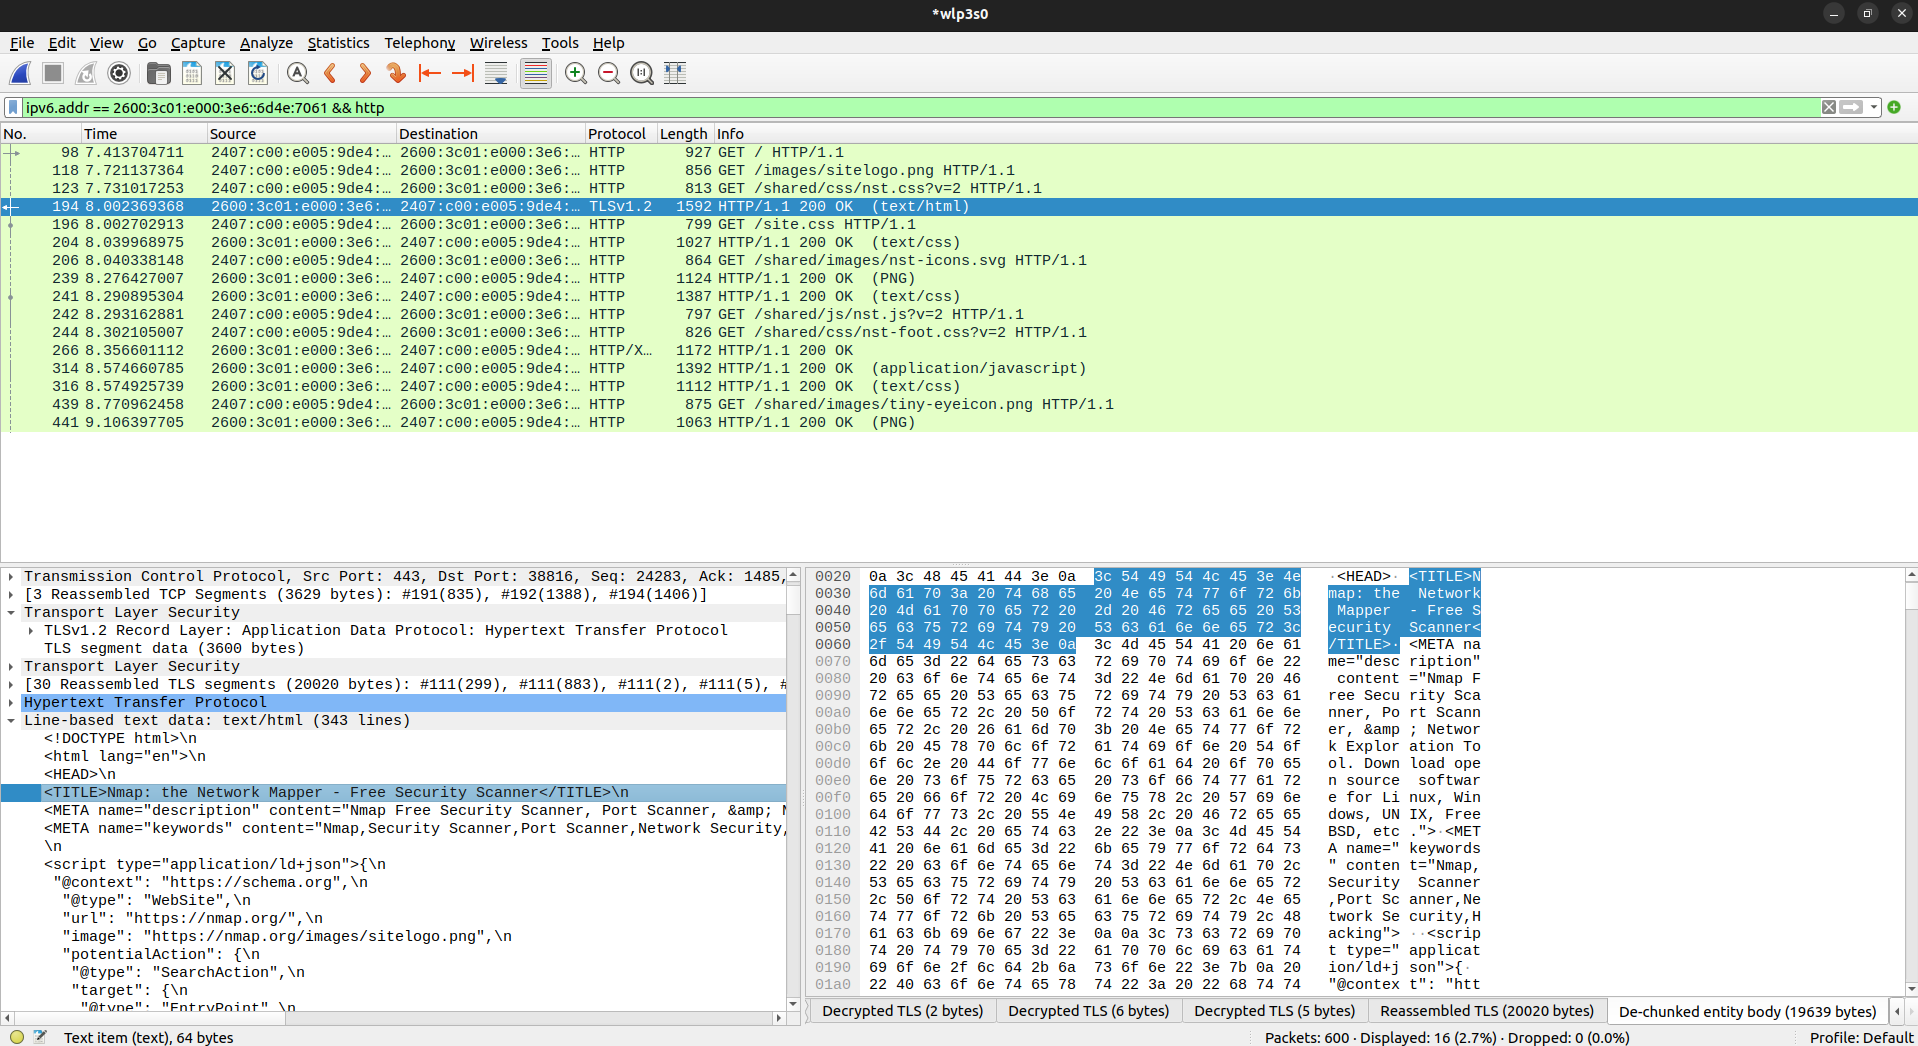 *wlp3s0
File Edit View Go Capture Analyze Statistics Telephony Wireless Tools Help
ipv6.addr == 2600:3c01:e000:3e6::6d4e:7061 && http
No. Time Source Destination Protocol Length Info
98 7.413704711 2407:c00:e005:9de4:… 2600:3c01:e000:3e6:… HTTP 927 GET / HTTP/1.1
118 7.721137364 2407:c00:e005:9de4:… 2600:3c01:e000:3e6:… HTTP 856 GET /images/sitelogo.png HTTP/1.1
123 7.731017253 2407:c00:e005:9de4:… 2600:3c01:e000:3e6:… HTTP 813 GET /shared/css/nst.css?v=2 HTTP/1.1
194 8.002369368 2600:3c01:e000:3e6:… 2407:c00:e005:9de4:… TLSv1.2 1592 HTTP/1.1 200 OK (text/html)
196 8.002702913 2407:c00:e005:9de4:… 2600:3c01:e000:3e6:… HTTP 799 GET /site.css HTTP/1.1
204 8.039968975 2600:3c01:e000:3e6:… 2407:c00:e005:9de4:… HTTP 1027 HTTP/1.1 200 OK (text/css)
206 8.040338148 2407:c00:e005:9de4:… 2600:3c01:e000:3e6:… HTTP 864 GET /shared/images/nst-icons.svg HTTP/1.1
239 8.276427007 2600:3c01:e000:3e6:… 2407:c00:e005:9de4:… HTTP 1124 HTTP/1.1 200 OK (PNG)
241 8.290895304 2600:3c01:e000:3e6:… 2407:c00:e005:9de4:… HTTP 1387 HTTP/1.1 200 OK (text/css)
242 8.293162881 2407:c00:e005:9de4:… 2600:3c01:e000:3e6:… HTTP 797 GET /shared/js/nst.js?v=2 HTTP/1.1
244 8.302105007 2407:c00:e005:9de4:… 2600:3c01:e000:3e6:… HTTP 826 GET /shared/css/nst-foot.css?v=2 HTTP/1.1
266 8.356601112 2600:3c01:e000:3e6:… 2407:c00:e005:9de4:… HTTP/X… 1172 HTTP/1.1 200 OK
314 8.574660785 2600:3c01:e000:3e6:… 2407:c00:e005:9de4:… HTTP 1392 HTTP/1.1 200 OK (application/javascript)
316 8.574925739 2600:3c01:e000:3e6:… 2407:c00:e005:9de4:… HTTP 1112 HTTP/1.1 200 OK (text/css)
439 8.770962458 2407:c00:e005:9de4:… 2600:3c01:e000:3e6:… HTTP 875 GET /shared/images/tiny-eyeicon.png HTTP/1.1
441 9.106397705 2600:3c01:e000:3e6:… 2407:c00:e005:9de4:… HTTP 1063 HTTP/1.1 200 OK (PNG)
Transmission Control Protocol, Src Port: 443, Dst Port: 38816, Seq: 24283, Ack: 1485,
[3 Reassembled TCP Segments (3629 bytes): #191(835), #192(1388), #194(1406)]
Transport Layer Security
TLSv1.2 Record Layer: Application Data Protocol: Hypertext Transfer Protocol
TLS segment data (3600 bytes)
Transport Layer Security
[30 Reassembled TLS segments (20020 bytes): #111(299), #111(883), #111(2), #111(5), #
Hypertext Transfer Protocol
Line-based text data: text/html (343 lines)
<!DOCTYPE html>\n
<html lang="en">\n
<HEAD>\n
<TITLE>Nmap: the Network Mapper - Free Security Scanner</TITLE>\n
<META name="description" content="Nmap Free Security Scanner, Port Scanner, &amp; N
<META name="keywords" content="Nmap,Security Scanner,Port Scanner,Network Security,
\n
<script type="application/ld+json">{\n
"@context": "https://schema.org",\n
"@type": "WebSite",\n
"url": "https://nmap.org/",\n
"image": "https://nmap.org/images/sitelogo.png",\n
"potentialAction": {\n
"@type": "SearchAction",\n
"target": {\n
"@type": "EntryPoint",\n
0020 0a 3c 48 45 41 44 3e 0a 3c 54 49 54 4c 45 3e 4e ·<HEAD>· <TITLE>N
0030 6d 61 70 3a 20 74 68 65 20 4e 65 74 77 6f 72 6b map: the Network
0040 20 4d 61 70 70 65 72 20 2d 20 46 72 65 65 20 53 Mapper - Free S
0050 65 63 75 72 69 74 79 20 53 63 61 6e 6e 65 72 3c ecurity Scanner<
0060 2f 54 49 54 4c 45 3e 0a 3c 4d 45 54 41 20 6e 61 /TITLE>· <META na
0070 6d 65 3d 22 64 65 73 63 72 69 70 74 69 6f 6e 22 me="desc ription"
0080 20 63 6f 6e 74 65 6e 74 3d 22 4e 6d 61 70 20 46 content ="Nmap F
0090 72 65 65 20 53 65 63 75 72 69 74 79 20 53 63 61 ree Secu rity Sca
00a0 6e 6e 65 72 2c 20 50 6f 72 74 20 53 63 61 6e 6e nner, Po rt Scann
00b0 65 72 2c 20 26 61 6d 70 3b 20 4e 65 74 77 6f 72 er, &amp ; Networ
00c0 6b 20 45 78 70 6c 6f 72 61 74 69 6f 6e 20 54 6f k Explor ation To
00d0 6f 6c 2e 20 44 6f 77 6e 6c 6f 61 64 20 6f 70 65 ol. Down load ope
00e0 6e 20 73 6f 75 72 63 65 20 73 6f 66 74 77 61 72 n source softwar
00f0 65 20 66 6f 72 20 4c 69 6e 75 78 2c 20 57 69 6e e for Li nux, Win
0100 64 6f 77 73 2c 20 55 4e 49 58 2c 20 46 72 65 65 dows, UN IX, Free
0110 42 53 44 2c 20 65 74 63 2e 22 3e 0a 3c 4d 45 54 BSD, etc .">·<MET
0120 41 20 6e 61 6d 65 3d 22 6b 65 79 77 6f 72 64 73 A name=" keywords
0130 22 20 63 6f 6e 74 65 6e 74 3d 22 4e 6d 61 70 2c " conten t="Nmap,
0140 53 65 63 75 72 69 74 79 20 53 63 61 6e 6e 65 72 Security Scanner
0150 2c 50 6f 72 74 20 53 63 61 6e 6e 65 72 2c 4e 65 ,Port Sc anner,Ne
0160 74 77 6f 72 6b 20 53 65 63 75 72 69 74 79 2c 48 twork Se curity,H
0170 61 63 6b 69 6e 67 22 3e 0a 0a 3c 73 63 72 69 70 acking"> ··<scrip
0180 74 20 74 79 70 65 3d 22 61 70 70 6c 69 63 61 74 t type=" applicat
0190 69 6f 6e 2f 6c 64 2b 6a 73 6f 6e 22 3e 7b 0a 20 ion/ld+j son">{·
01a0 22 40 63 6f 6e 74 65 78 74 22 3a 20 22 68 74 74 "@contex t": "htt
Decrypted TLS (2 bytes) Decrypted TLS (6 bytes) Decrypted TLS (5 bytes) Reassembled TLS (20020 bytes) De-chunked entity body (19639 bytes)
Text item (text), 64 bytes Packets: 600 · Displayed: 16 (2.7%) · Dropped: 0 (0.0%) Profile: Default